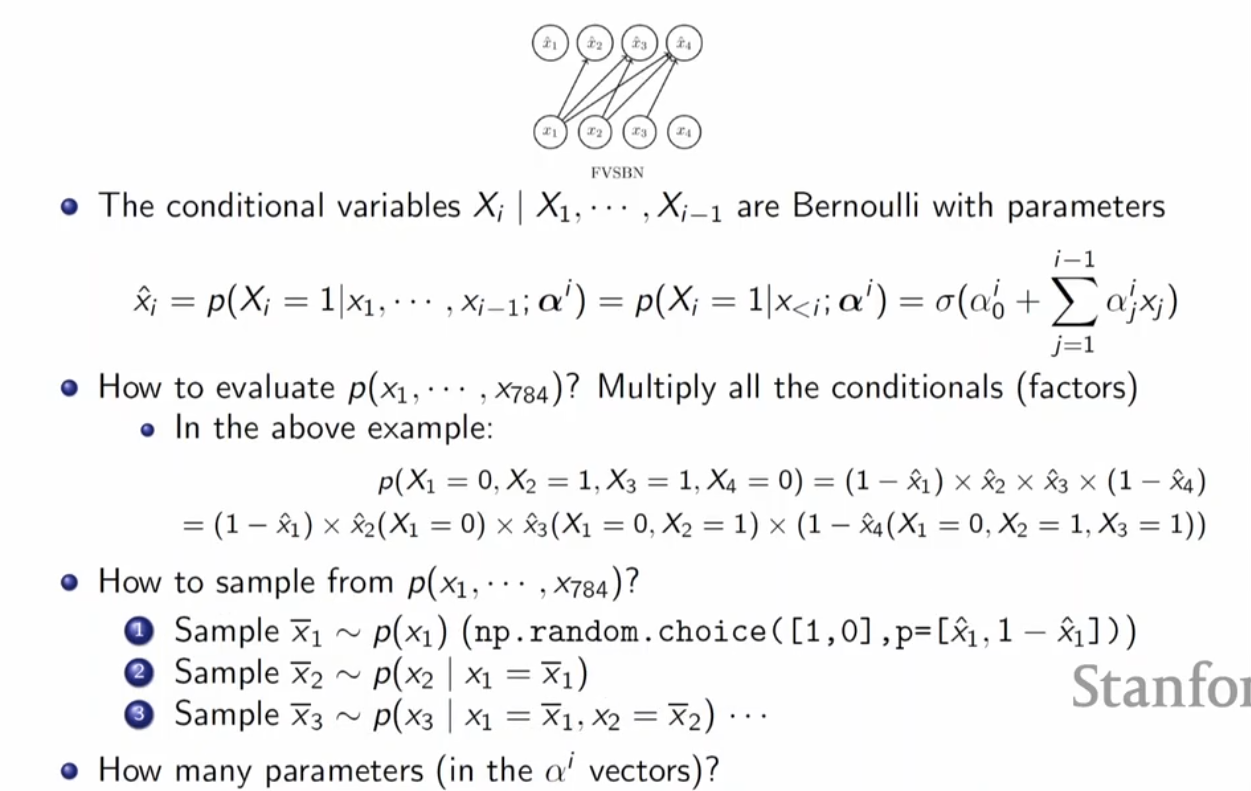 x̂₁ x̂₂ x̂₃ x̂₄
x₁ x₂ x₃ x₄
FVSBN
• The conditional variables Xᵢ | X₁, ⋯ , Xᵢ₋₁ are Bernoulli with parameters
x̂ᵢ = p(Xᵢ = 1|x₁, ⋯ , xᵢ₋₁; αⁱ) = p(Xᵢ = 1|x_{<i}; αⁱ) = σ(α₀ⁱ + ∑_{j=1}^{i−1} αⱼⁱxⱼ)
• How to evaluate p(x₁, ⋯ , x₇₈₄)? Multiply all the conditionals (factors)
• In the above example:
p(X₁ = 0, X₂ = 1, X₃ = 1, X₄ = 0) = (1 − x̂₁) × x̂₂ × x̂₃ × (1 − x̂₄)
= (1 − x̂₁) × x̂₂(X₁ = 0) × x̂₃(X₁ = 0, X₂ = 1) × (1 − x̂₄(X₁ = 0, X₂ = 1, X₃ = 1))
• How to sample from p(x₁, ⋯ , x₇₈₄)?
1 Sample x̅₁ ∼ p(x₁) (np.random.choice([1,0],p=[x̂₁, 1 − x̂₁]))
2 Sample x̅₂ ∼ p(x₂ | x₁ = x̅₁)
3 Sample x̅₃ ∼ p(x₃ | x₁ = x̅₁, x₂ = x̅₂) ⋯
Stanfor
• How many parameters (in the αⁱ vectors)?